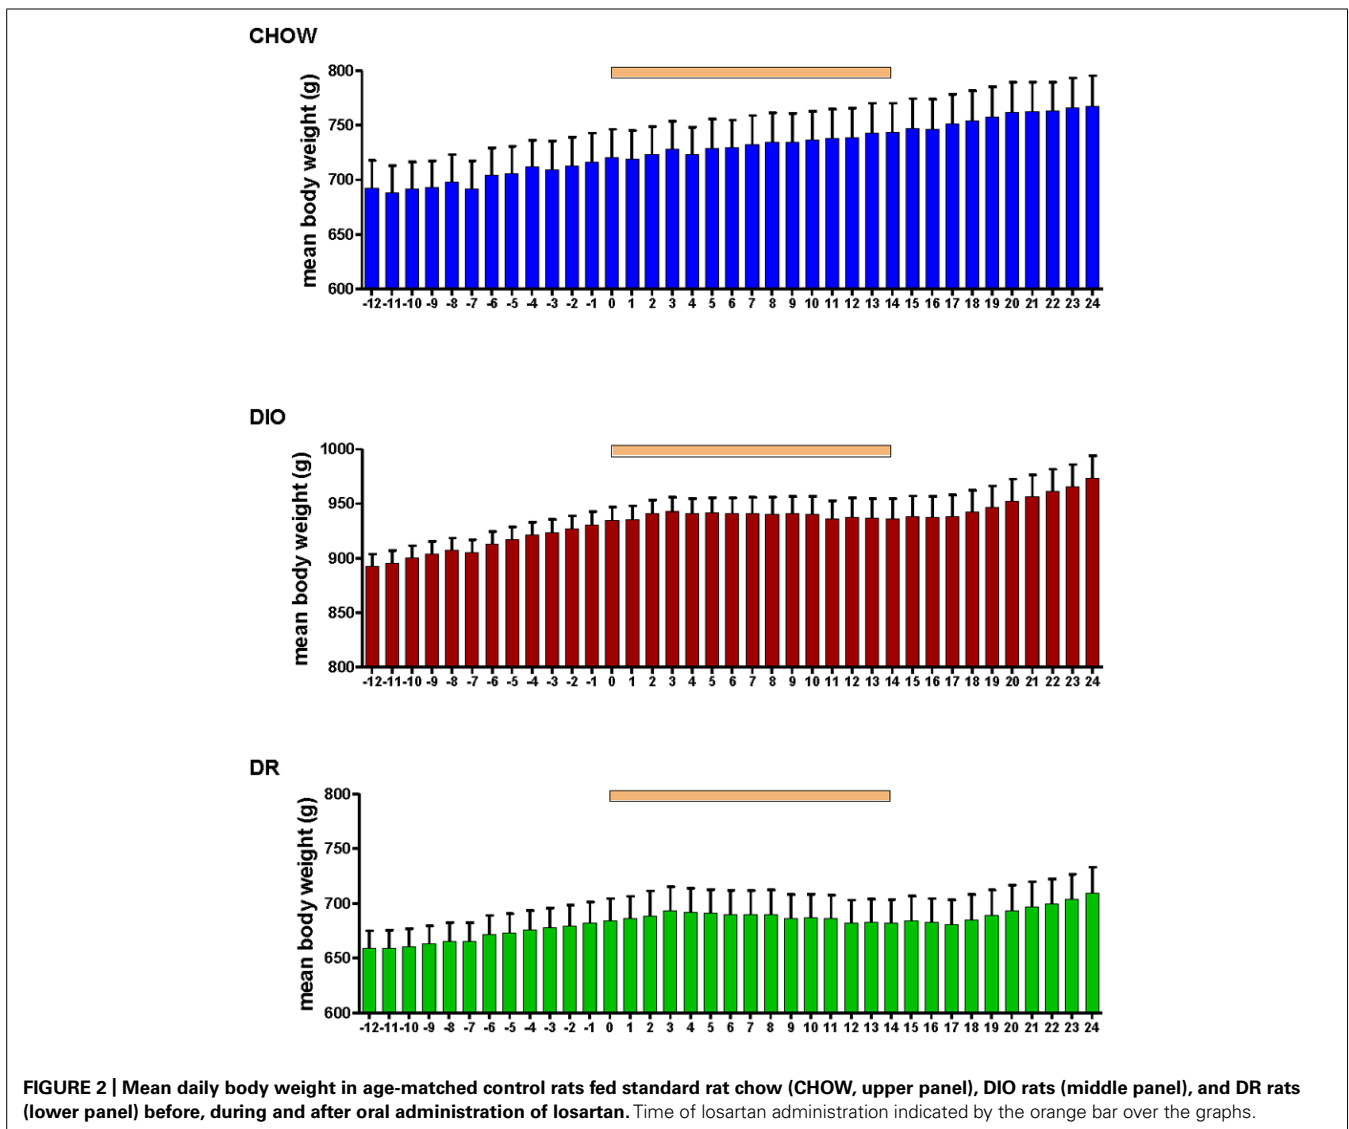 CHOW
mean body weight (g)
800
750
700
650
600
-12 -11 -10 -9 -8 -7 -6 -5 -4 -3 -2 -1 0 1 2 3 4 5 6 7 8 9 10 11 12 13 14 15 16 17 18 19 20 21 22 23 24
DIO
mean body weight (g)
1000
950
900
850
800
-12 -11 -10 -9 -8 -7 -6 -5 -4 -3 -2 -1 0 1 2 3 4 5 6 7 8 9 10 11 12 13 14 15 16 17 18 19 20 21 22 23 24
DR
mean body weight (g)
800
750
700
650
600
-12 -11 -10 -9 -8 -7 -6 -5 -4 -3 -2 -1 0 1 2 3 4 5 6 7 8 9 10 11 12 13 14 15 16 17 18 19 20 21 22 23 24
FIGURE 2 | Mean daily body weight in age-matched control rats fed standard rat chow (CHOW, upper panel), DIO rats (middle panel), and DR rats
(lower panel) before, during and after oral administration of losartan. Time of losartan administration indicated by the orange bar over the graphs.